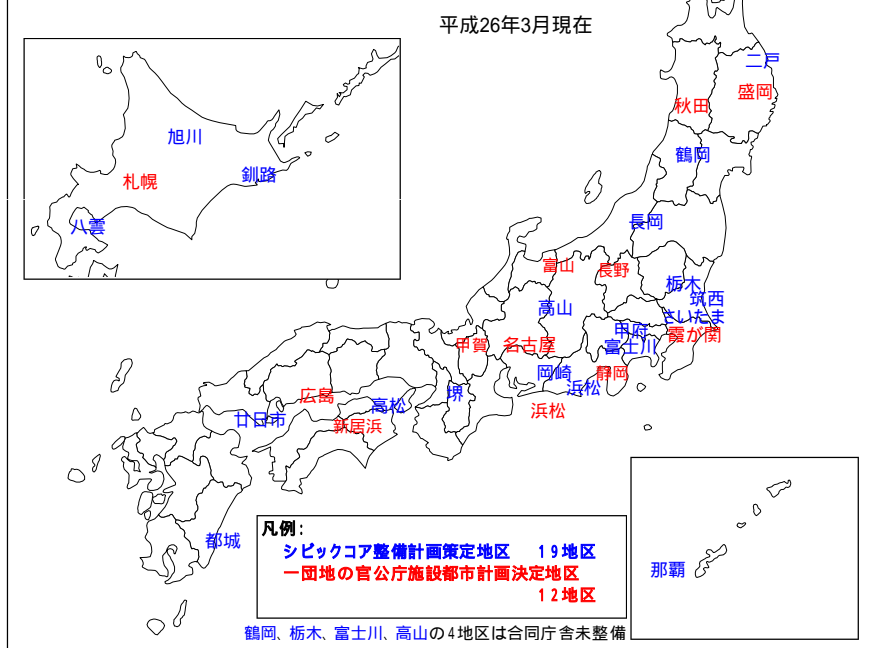 平成26年3月現在
二戸
盛岡
秋田
旭川
鶴岡
釧路
札幌
長岡
八雲
富山
長野
栃木
筑西
高山
さいたま
甲府
霞が関
甲賀
名古屋
富士川
岡崎
静岡
浜松
堺
広島
高松
浜松
廿日市
新居浜
都城
那覇
凡例:
シビックコア整備計画策定地区 19地区
一団地の官公庁施設都市計画決定地区
12地区
鶴岡、栃木、富士川、高山の4地区は合同庁舎未整備